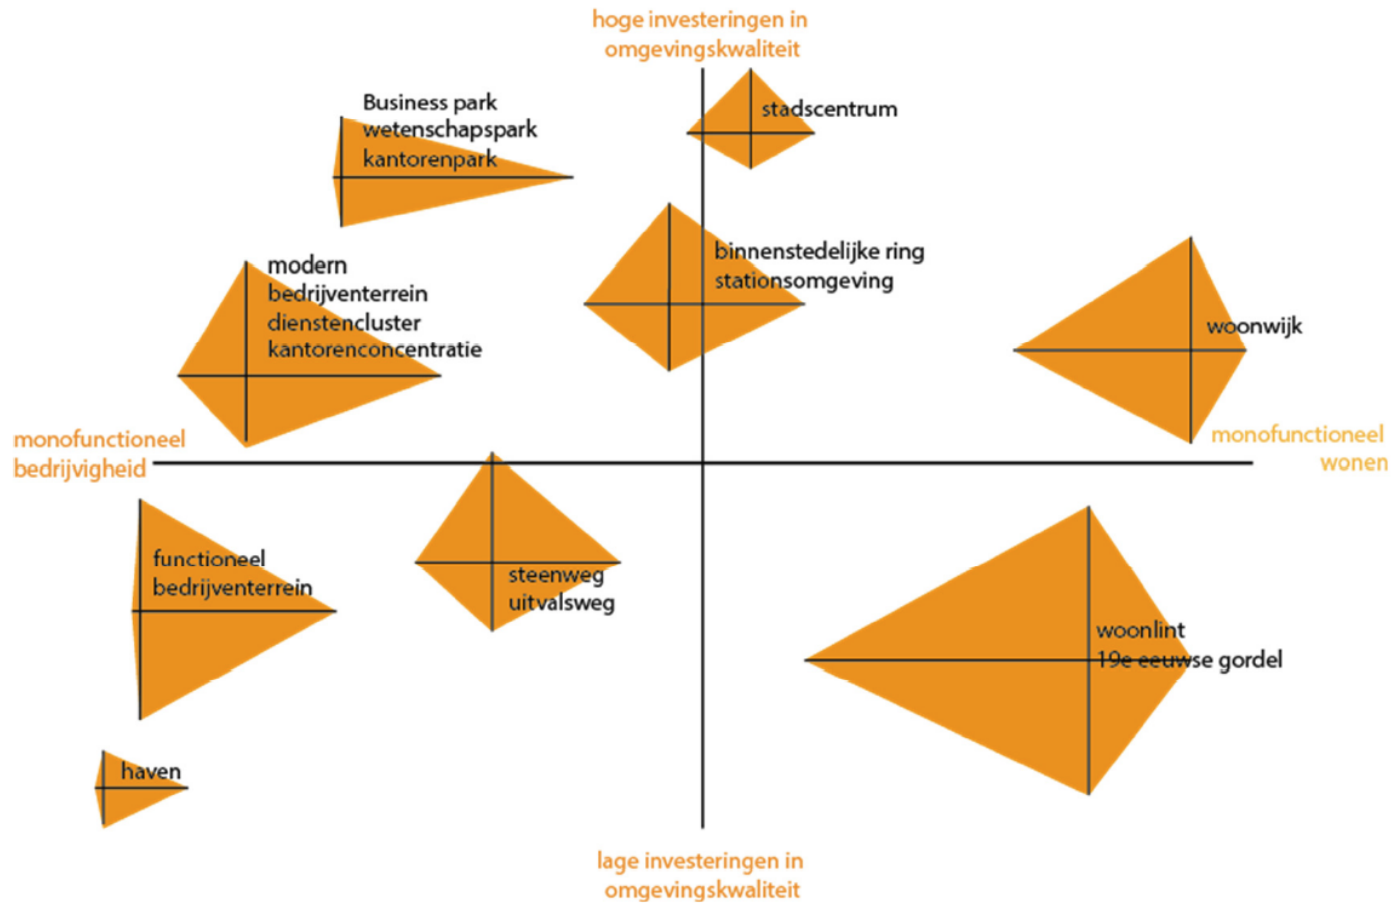 hoge investeringen in
omgevingskwaliteit
Business park
wetenschapspark
kantorenpark
stadscentrum
modern
bedrijventerrein
dienstencluster
kantorenconcentratie
binnenstedelijke ring
stationsomgeving
woonwijk
monofunctioneel
bedrijvigheid
monofunctioneel
wonen
functioneel
bedrijventerrein
steenweg
uitvalsweg
woonlint
19e eeuwse gordel
haven
lage investeringen in
omgevingskwaliteit